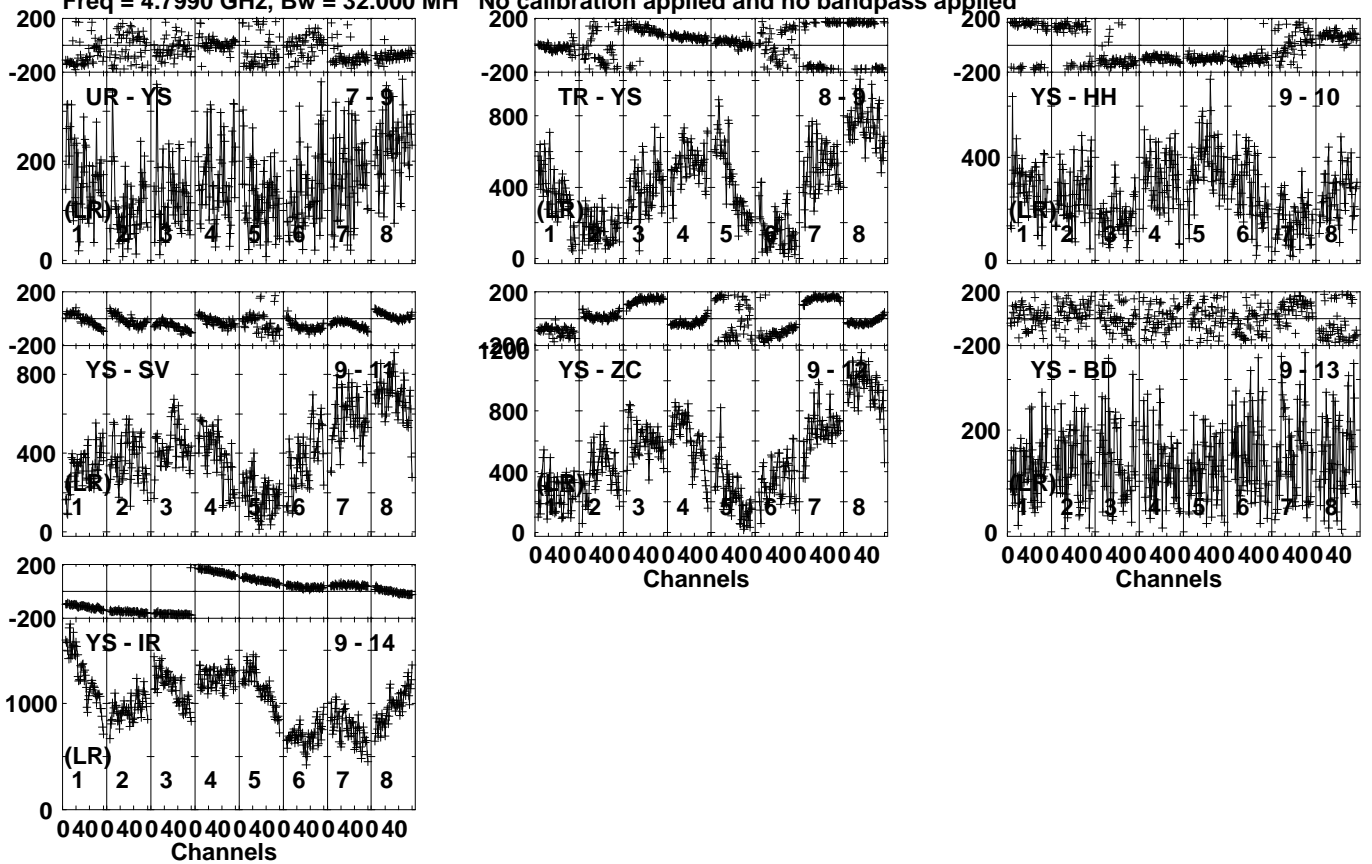 Freq = 4.7990 GHz, Bw = 32.000 MH   No calibration applied and no bandpass applied
200
-200
UR - YS 7 - 9
200
0
(LR)
1 2 3 4 5 6 7 8
200
-200
TR - YS 8 - 9
800
400
0
(LR)
1 2 3 4 5 6 7 8
200
-200
YS - HH 9 - 10
400
0
(LR)
1 2 3 4 5 6 7 8
200
-200
YS - SV 9 - 11
800
400
0
(LR)
1 2 3 4 5 6 7 8
200
-200
1200
YS - ZC 9 - 12
800
400
0
(LR)
1 2 3 4 5 6 7 8
0 40 0 40 0 40 0 40 0 40 0 40 0 40 0 40
Channels
200
-200
YS - BD 9 - 13
200
0
(LR)
1 2 3 4 5 6 7 8
0 40 0 40 0 40 0 40 0 40 0 40 0 40 0 40
Channels
200
-200
YS - IR 9 - 14
1000
0
(LR)
1 2 3 4 5 6 7 8
0 40 0 40 0 40 0 40 0 40 0 40 0 40 0 40
Channels